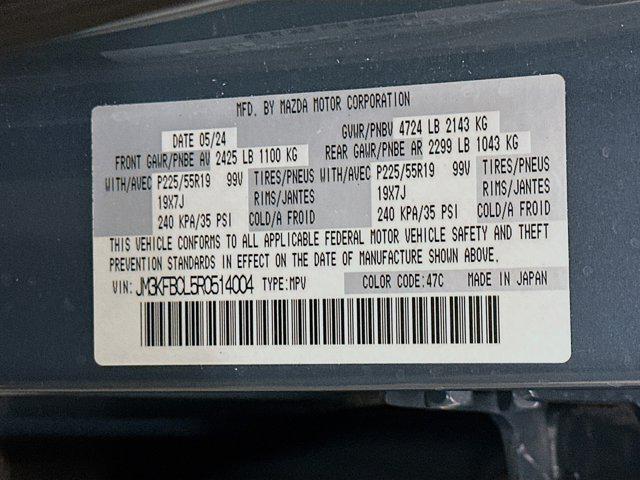 MFD. BY MAZDA MOTOR CORPORATION
DATE 05/24 GVWR/PNBV 4724 LB 2143 KG
FRONT GAWR/PNBE AV 2425 LB 1100 KG REAR GAWR/PNBE AR 2299 LB 1043 KG
WITH/AVEC P225/55R19 99V TIRES/PNEUS WITH/AVEC P225/55R19 99V TIRES/PNEUS
19X7J RIMS/JANTES 19X7J RIMS/JANTES
240 KPA/35 PSI COLD/A FROID 240 KPA/35 PSI COLD/A FROID
THIS VEHICLE CONFORMS TO ALL APPLICABLE FEDERAL MOTOR VEHICLE SAFETY AND THEFT
PREVENTION STANDARDS IN EFFECT ON THE DATE OF MANUFACTURE SHOWN ABOVE.
VIN: JM3KFBCL5R0514004 TYPE:MPV COLOR CODE:47C MADE IN JAPAN